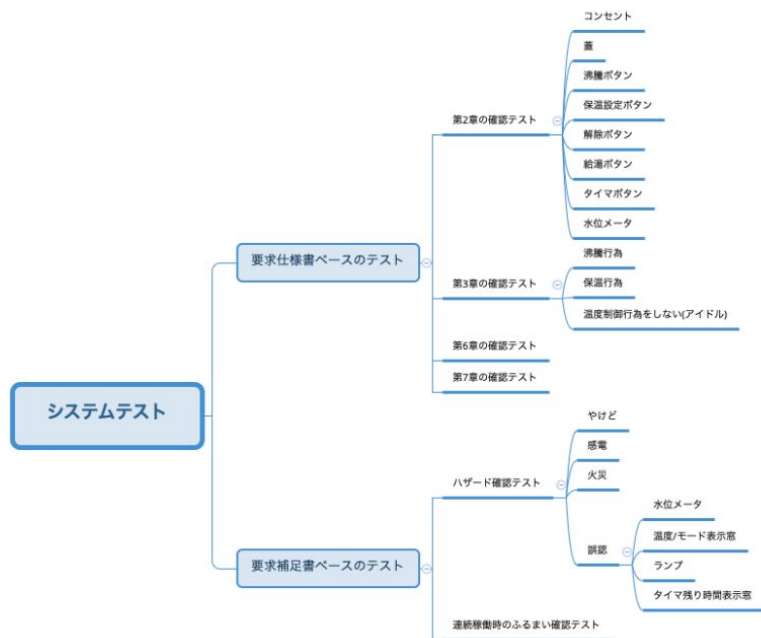 システムテスト
要求仕様書ベースのテスト
第2章の確認テスト
コンセント
蓋
沸騰ボタン
保温設定ボタン
解除ボタン
給湯ボタン
タイマボタン
水位メータ
第3章の確認テスト
沸騰行為
保温行為
温度制御行為をしない(アイドル)
第6章の確認テスト
第7章の確認テスト
要求補足書ベースのテスト
ハザード確認テスト
やけど
感電
火災
誤認
水位メータ
温度/モード表示窓
ランプ
タイマ残り時間表示窓
連続稼働時のふるまい確認テスト